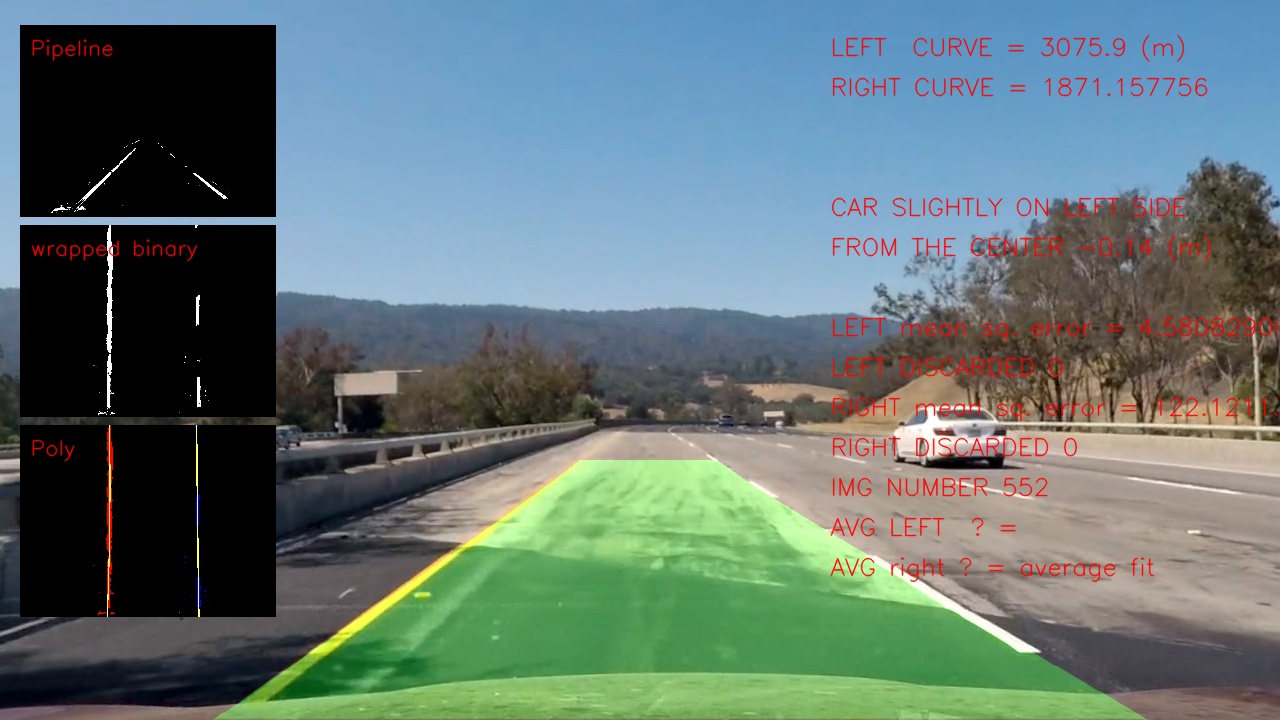 Pipeline
wrapped binary
Poly
LEFT CURVE = 3075.9 (m)
RIGHT CURVE = 1871.157756
CAR SLIGHTLY ON LEFT SIDE
FROM THE CENTER -0.14 (m)
LEFT mean sq. error = 4.5808290
LEFT DISCARDED 0
RIGHT mean sq. error = 122.121
RIGHT DISCARDED 0
IMG NUMBER 552
AVG LEFT ? =
AVG right ? = average fit